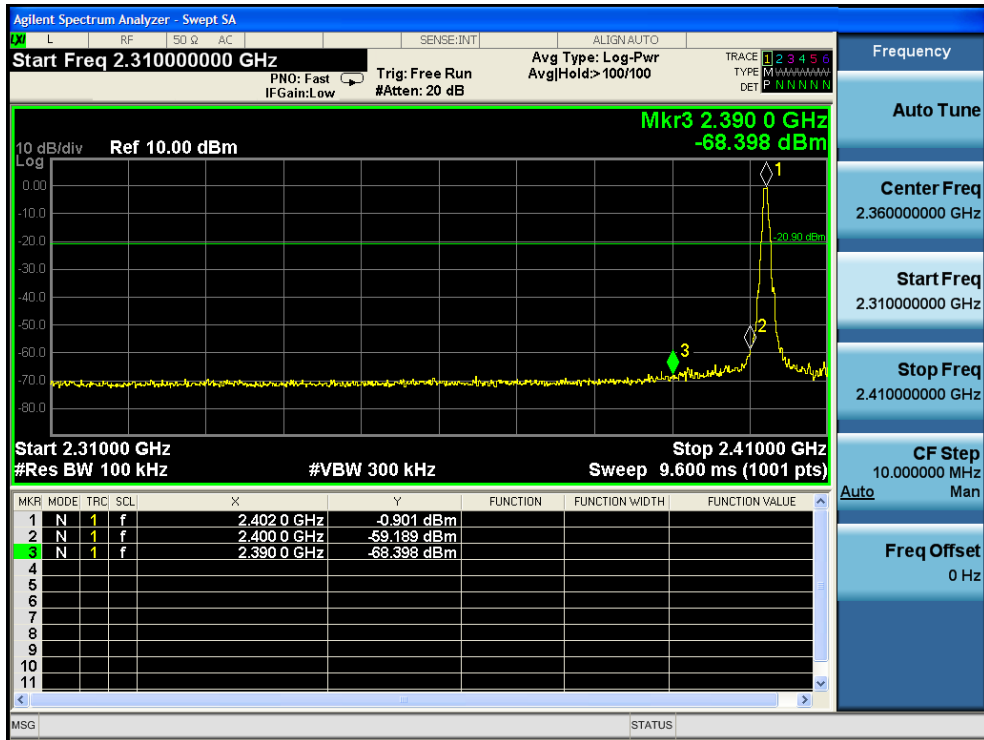 Agilent Spectrum Analyzer - Swept SA
LXI L RF 50 Ω AC SENSE:INT ALIGN AUTO
Start Freq 2.310000000 GHz
PNO: Fast
IFGain:Low
Trig: Free Run
#Atten: 20 dB
Avg Type: Log-Pwr
Avg|Hold:>100/100
TRACE 1 2 3 4 5 6
TYPE M WWWWW
DET P N N N N N
Mkr3 2.390 0 GHz
-68.398 dBm
10 dB/div Ref 10.00 dBm
Log
0.00
-10.0
-20.0
-30.0
-40.0
-50.0
-60.0
-70.0
-80.0
1
-20.90 dBm
2
3
Start 2.31000 GHz Stop 2.41000 GHz
#Res BW 100 kHz #VBW 300 kHz Sweep 9.600 ms (1001 pts)
MKR MODE TRC SCL X Y FUNCTION FUNCTION WIDTH FUNCTION VALUE
1 N 1 f 2.402 0 GHz -0.901 dBm
2 N 1 f 2.400 0 GHz -59.189 dBm
3 N 1 f 2.390 0 GHz -68.398 dBm
4
5
6
7
8
9
10
11
MSG STATUS
Frequency
Auto Tune
Center Freq
2.360000000 GHz
Start Freq
2.310000000 GHz
Stop Freq
2.410000000 GHz
CF Step
10.000000 MHz
Auto Man
Freq Offset
0 Hz